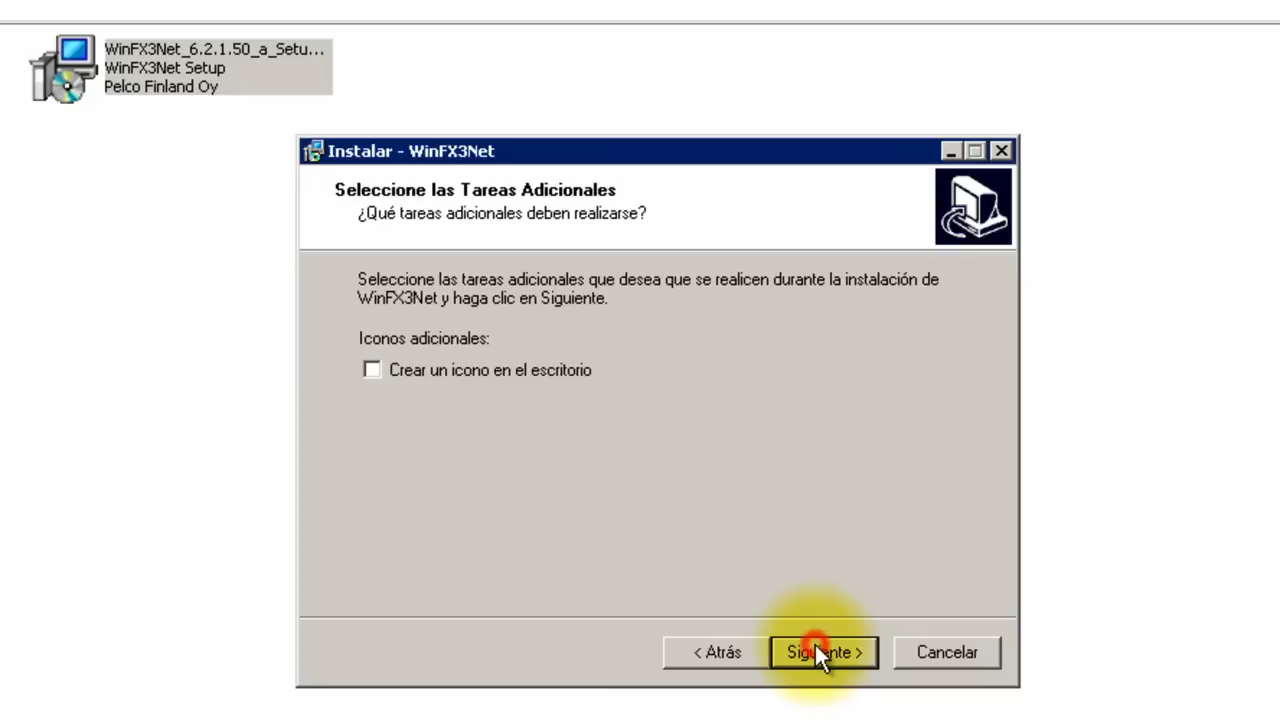 WinFX3Net_6.2.1.50_a_Setu...
WinFX3Net Setup
Pelco Finland Oy
Instalar - WinFX3Net
Seleccione las Tareas Adicionales
¿Qué tareas adicionales deben realizarse?
Seleccione las tareas adicionales que desea que se realicen durante la instalación de
WinFX3Net y haga clic en Siguiente.
Iconos adicionales:
Crear un icono en el escritorio
< Atrás
Siguiente >
Cancelar